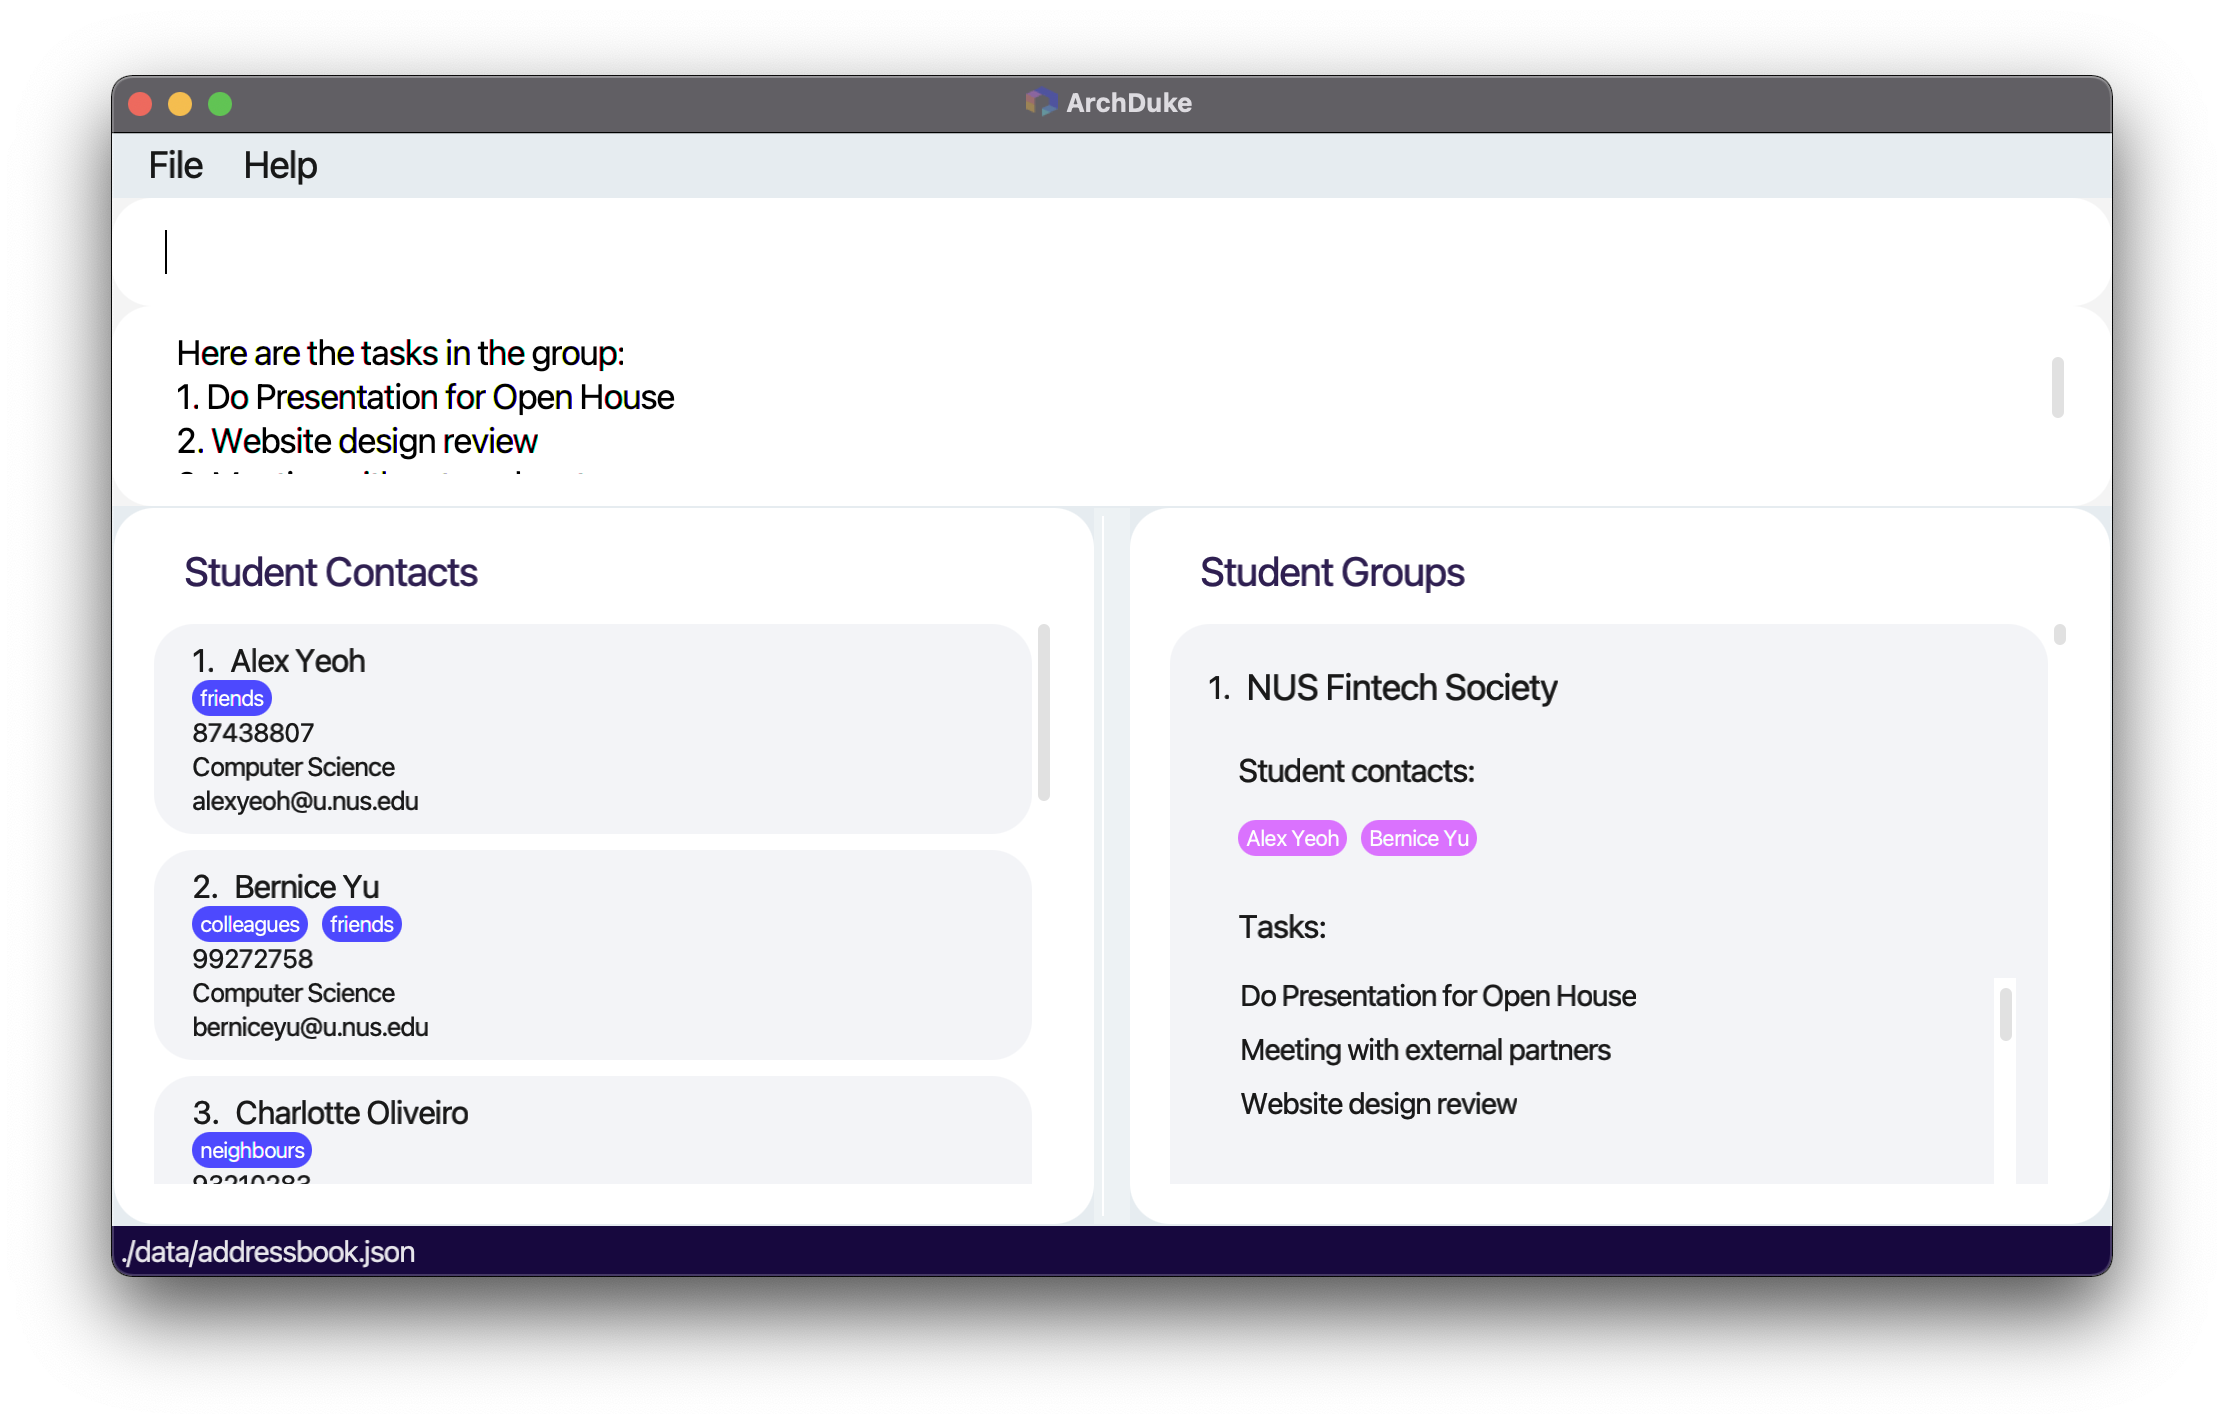 ArchDuke
File Help
Here are the tasks in the group:
1. Do Presentation for Open House
2. Website design review
Student Contacts
1. Alex Yeoh
friends
87438807
Computer Science
alexyeoh@u.nus.edu
2. Bernice Yu
colleagues friends
99272758
Computer Science
berniceyu@u.nus.edu
3. Charlotte Oliveiro
neighbours
93210283
Student Groups
1. NUS Fintech Society
Student contacts:
Alex Yeoh Bernice Yu
Tasks:
Do Presentation for Open House
Meeting with external partners
Website design review
./data/addressbook.json